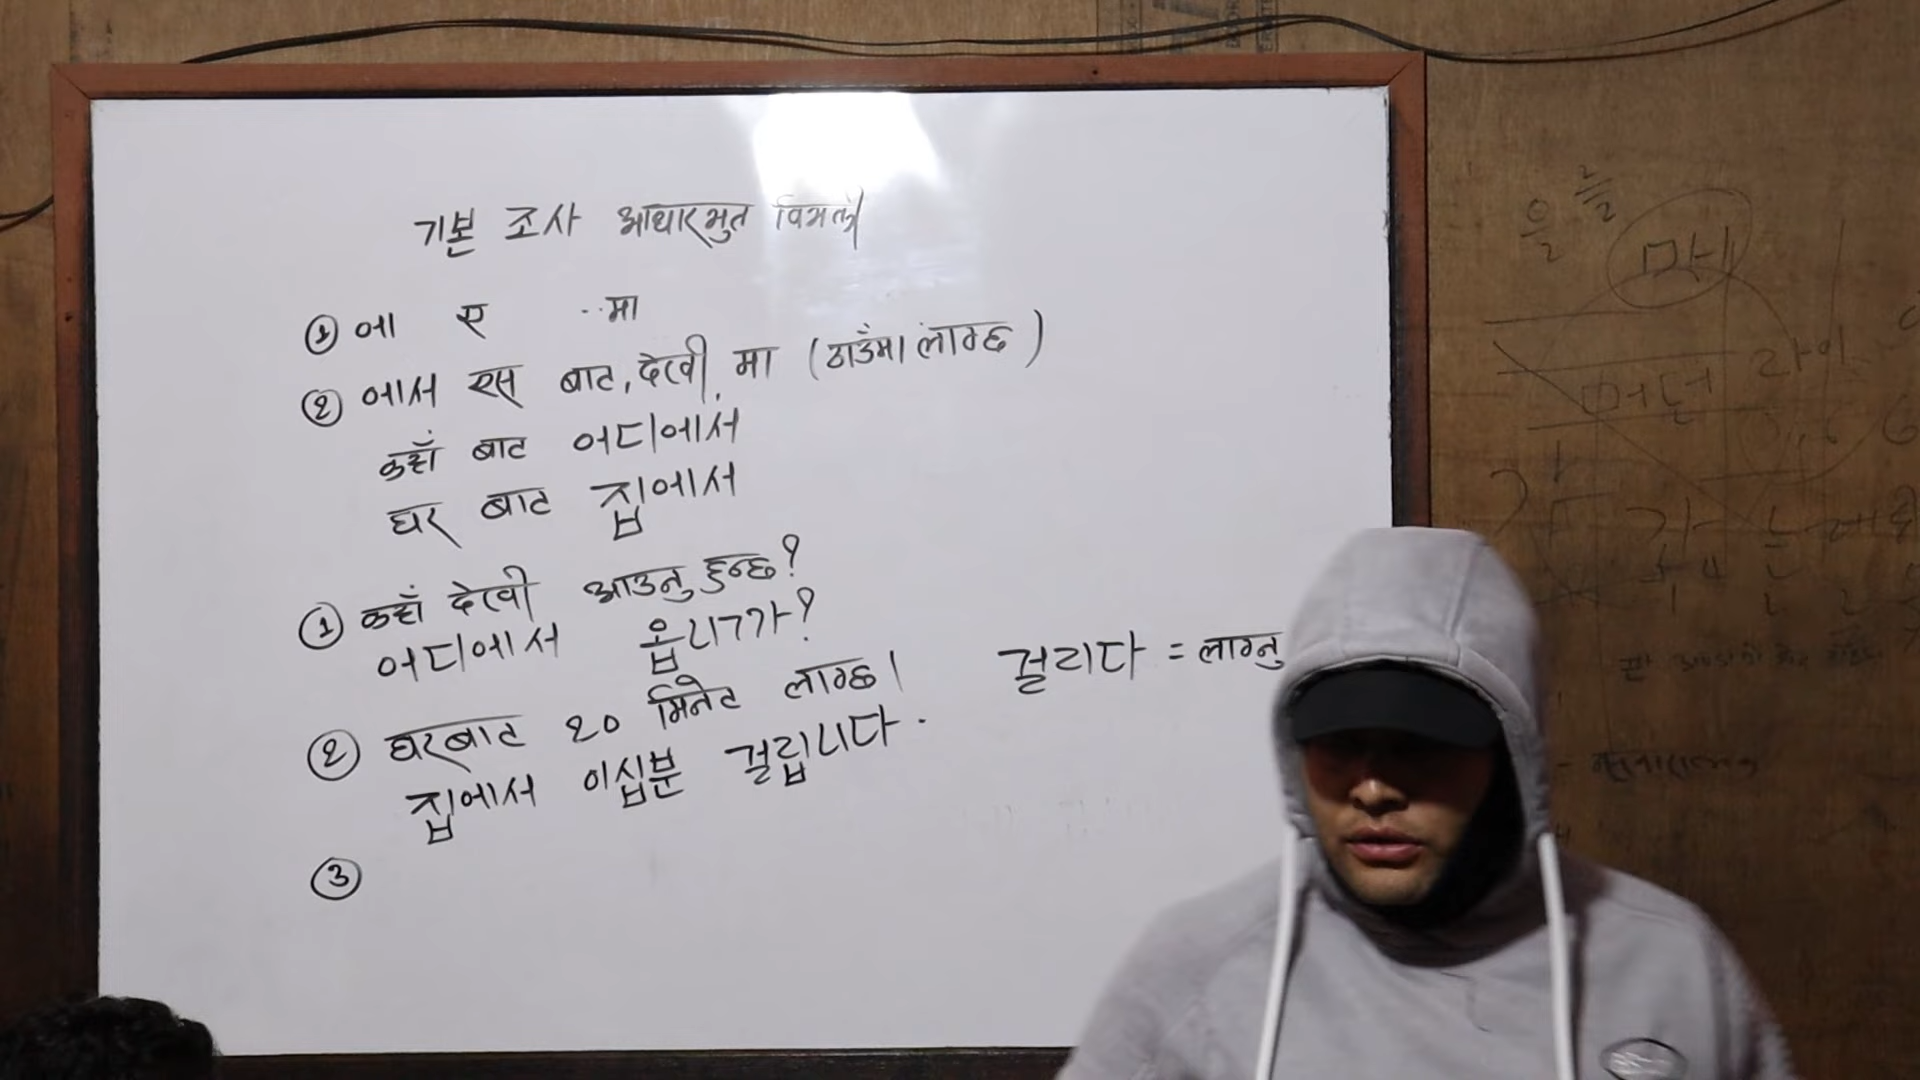 기본 조사 आधारभुत विभक्ती
① 에 ए ..मा
② 에서 एस बाट, देखी, मा (ठाउँमा लाग्छ)
कहाँ बाट 어디에서
घर बाट 집에서
① कहाँ देखी आउनु हुन्छ?
어디에서 옵니까?
② घरबाट २० मिनेट लाग्छ। 걸리다 = लाग्नु
집에서 이십분 걸립니다.
③
을 를